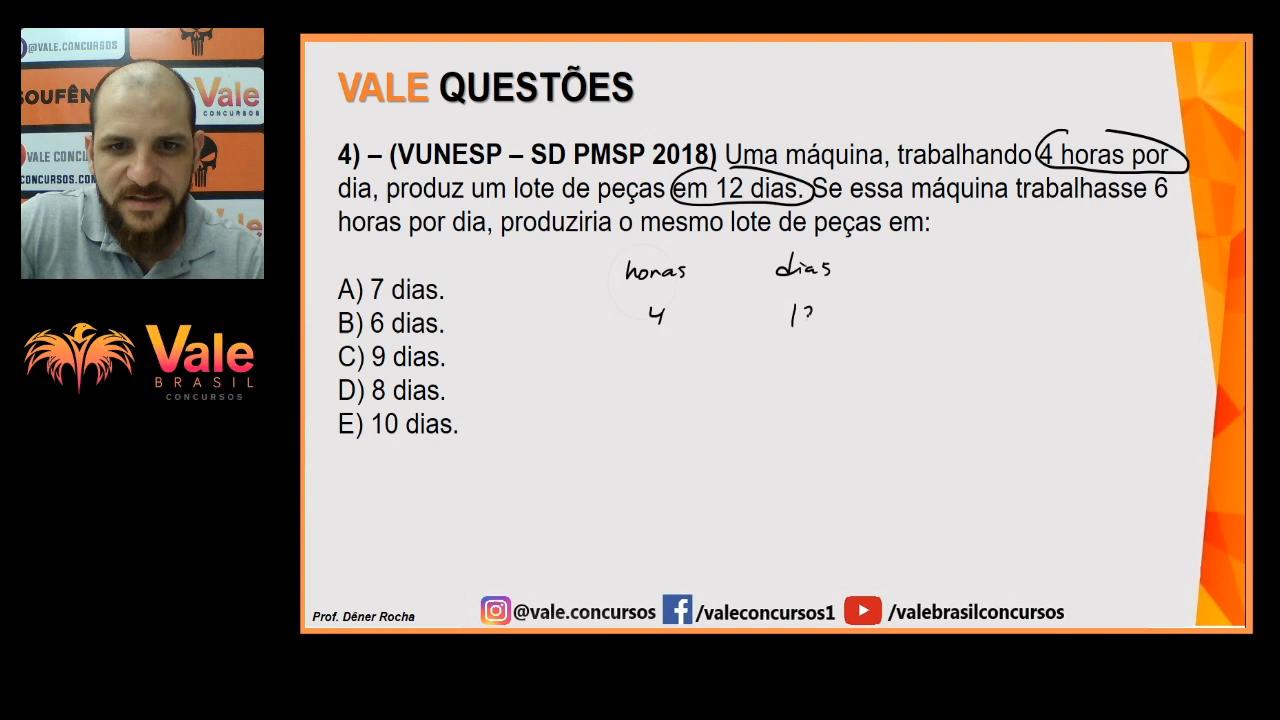 @VALE.CONCURSOS
SOUFÊN
Vale
CONCURSOS
VALE CONCU
CONCURSOS.COM
Vale
BRASIL
CONCURSOS
VALE QUESTÕES
4) – (VUNESP – SD PMSP 2018) Uma máquina, trabalhando 4 horas por
dia, produz um lote de peças em 12 dias. Se essa máquina trabalhasse 6
horas por dia, produziria o mesmo lote de peças em:
horas dias
4 12
A) 7 dias.
B) 6 dias.
C) 9 dias.
D) 8 dias.
E) 10 dias.
Prof. Dêner Rocha
@vale.concursos /valeconcursos1 /valebrasilconcursos